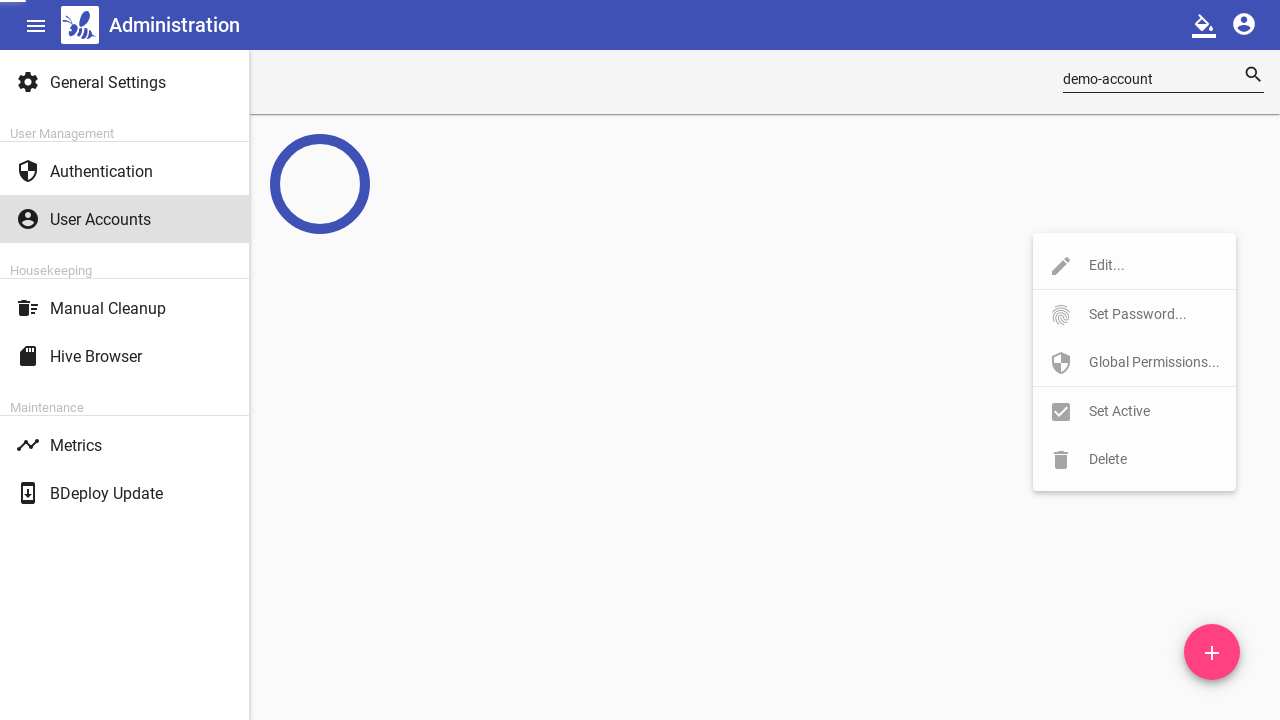 Administration
demo-account
General Settings
User Management
Authentication
User Accounts
Housekeeping
Manual Cleanup
Hive Browser
Maintenance
Metrics
BDeploy Update
Edit...
Set Password...
Global Permissions...
Set Active
Delete